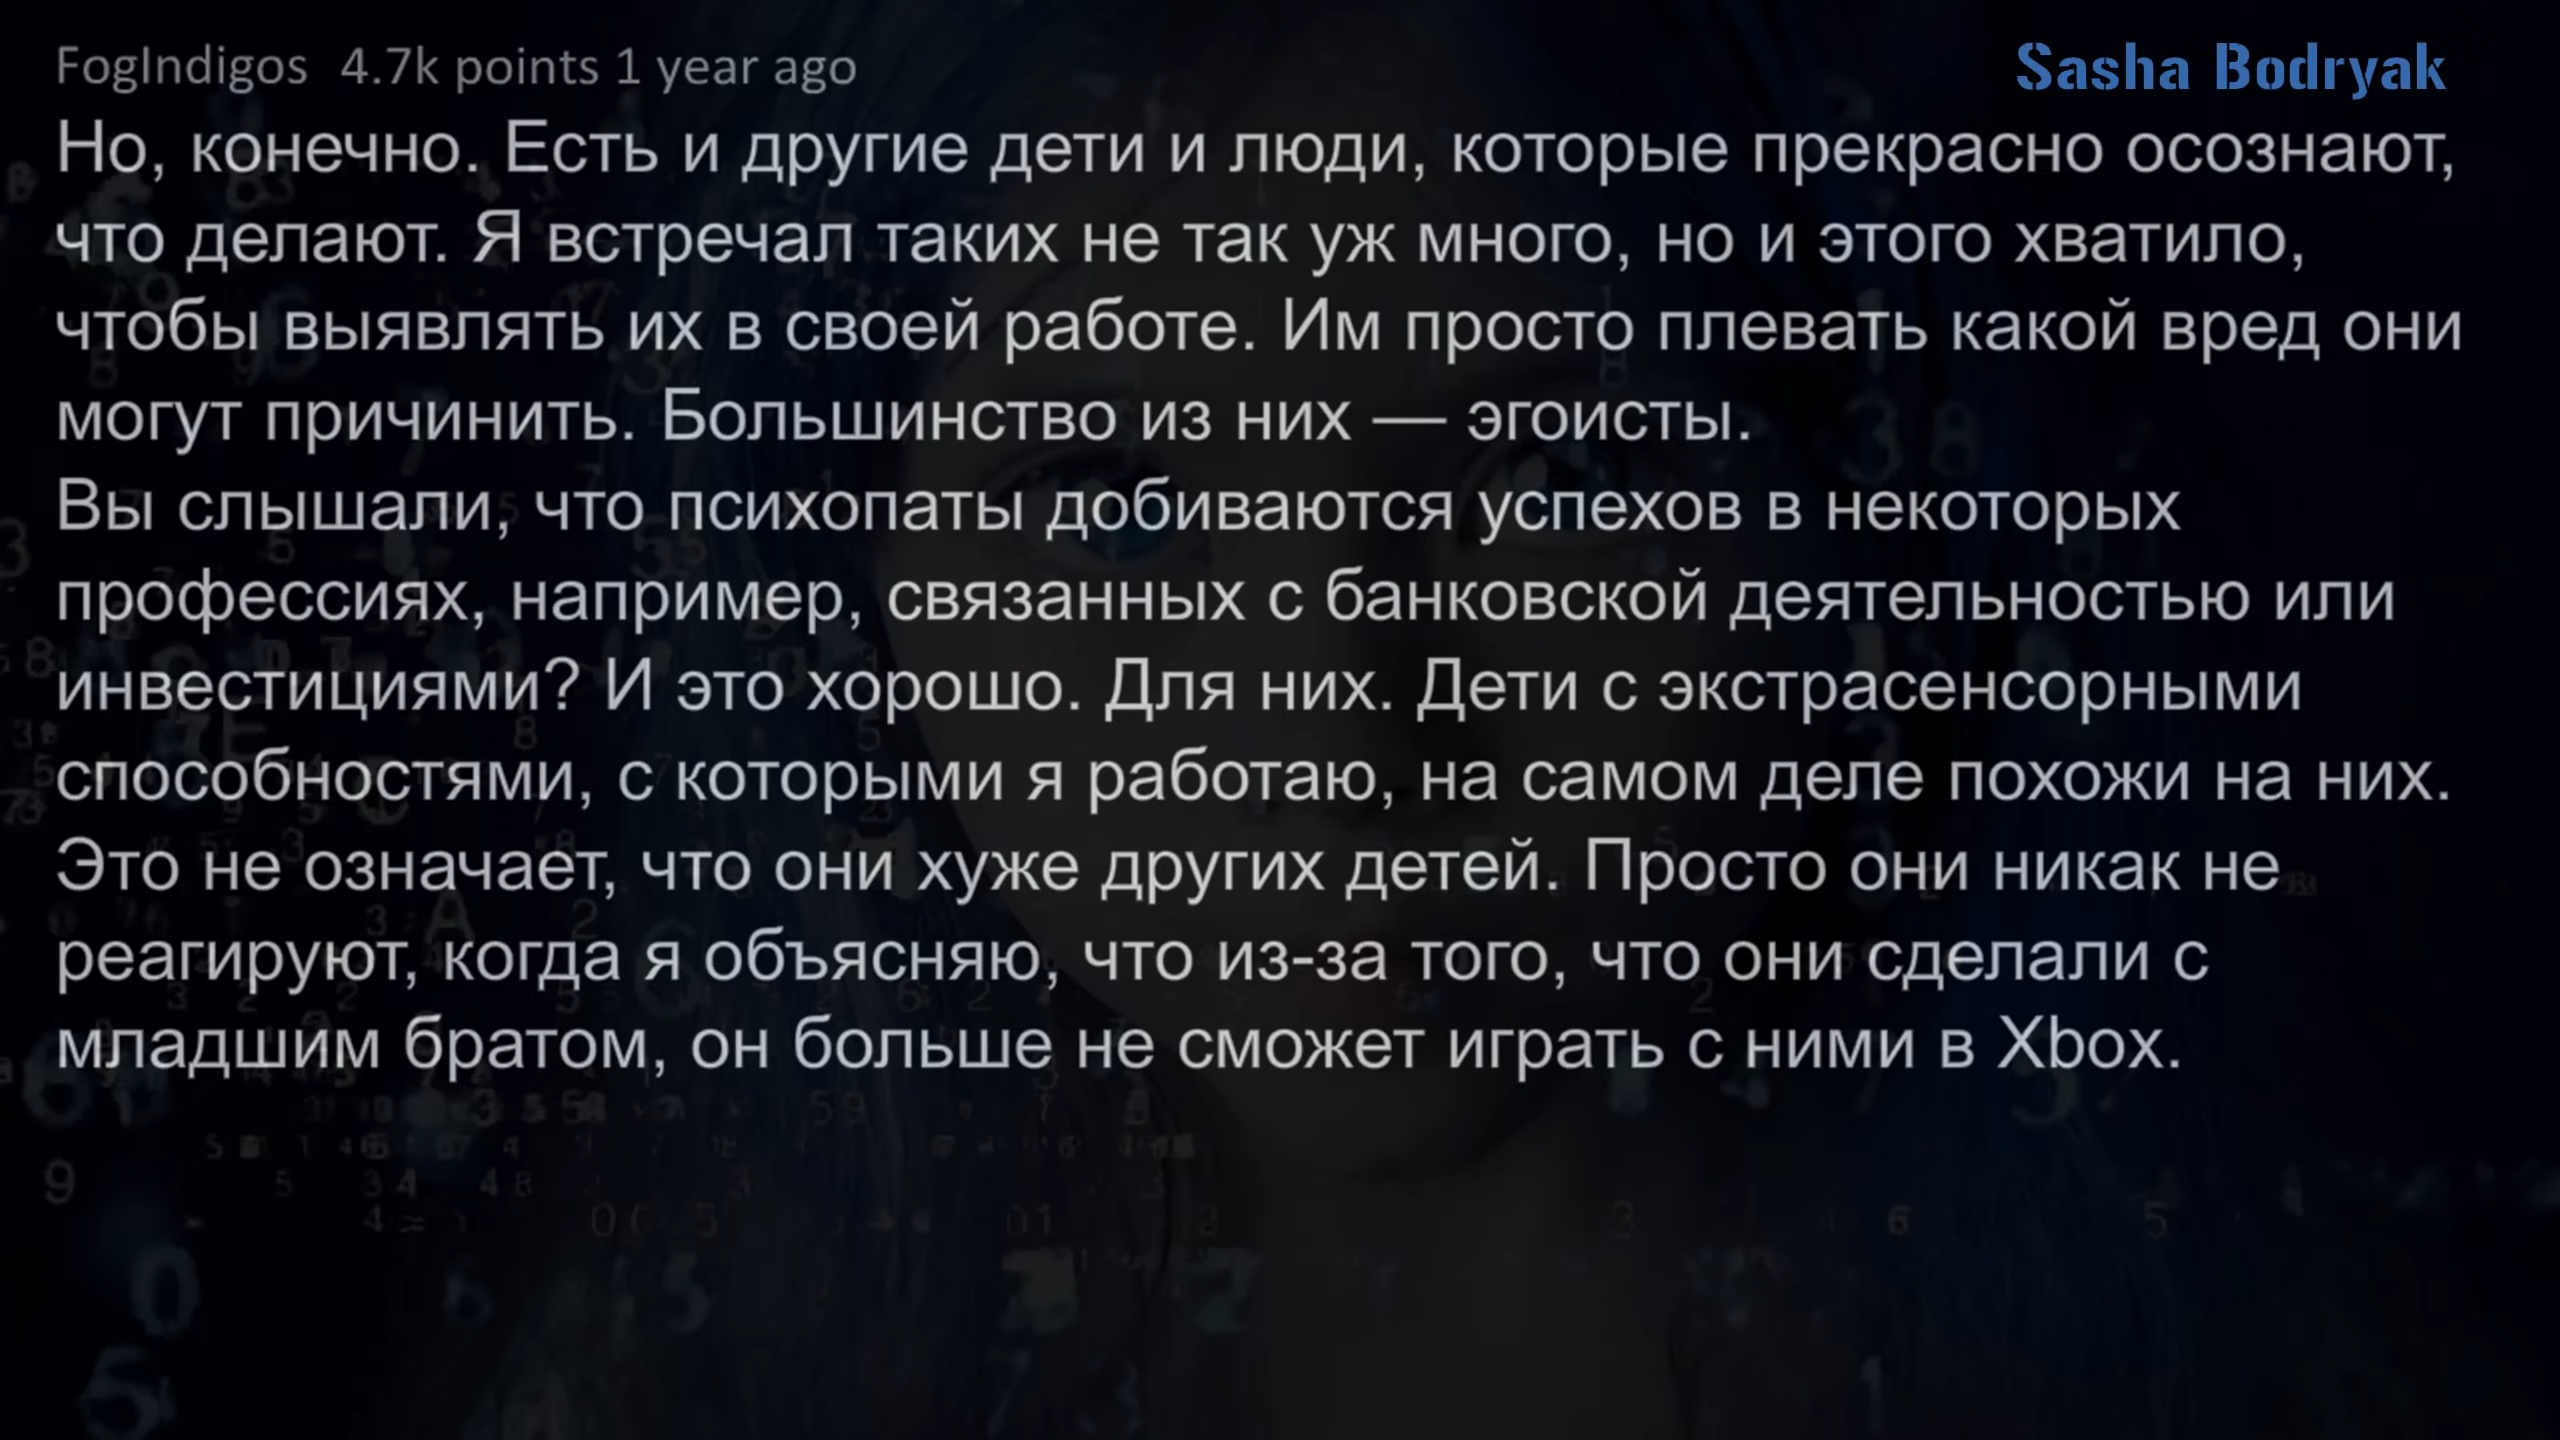 FogIndigos 4.7k points 1 year ago
Sasha Bodryak
Но, конечно. Есть и другие дети и люди, которые прекрасно осознают,
что делают. Я встречал таких не так уж много, но и этого хватило,
чтобы выявлять их в своей работе. Им просто плевать какой вред они
могут причинить. Большинство из них — эгоисты.
Вы слышали, что психопаты добиваются успехов в некоторых
профессиях, например, связанных с банковской деятельностью или
инвестициями? И это хорошо. Для них. Дети с экстрасенсорными
способностями, с которыми я работаю, на самом деле похожи на них.
Это не означает, что они хуже других детей. Просто они никак не
реагируют, когда я объясняю, что из-за того, что они сделали с
младшим братом, он больше не сможет играть с ними в Xbox.